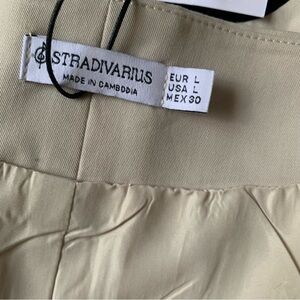 STRADIVARIUS
MADE IN CAMBODIA
EUR L
USA L
MEX 30